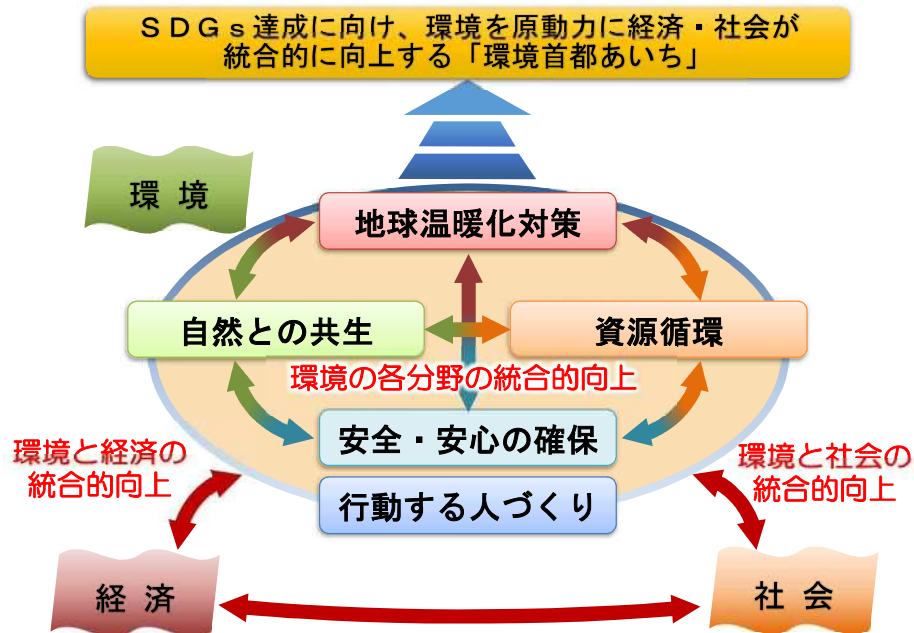 ＳＤＧｓ達成に向け、環境を原動力に経済・社会が
統合的に向上する「環境首都あいち」
環 境
地球温暖化対策
自然との共生
資源循環
環境の各分野の統合的向上
安全・安心の確保
環境と経済の
統合的向上
環境と社会の
統合的向上
行動する人づくり
経 済
社 会